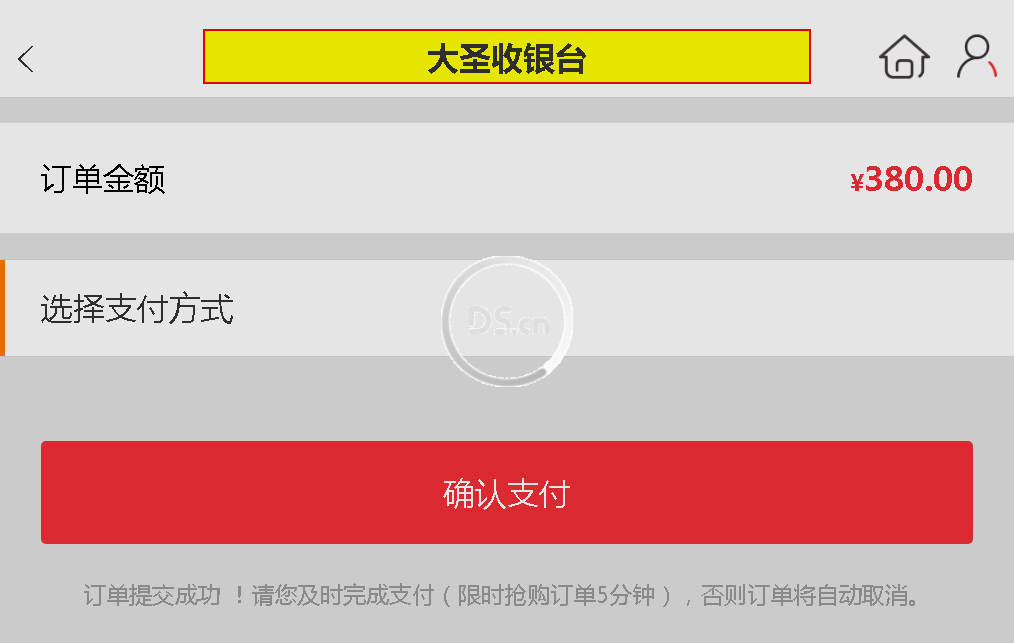 大圣收银台
订单金额
¥380.00
选择支付方式
DS.cn
确认支付
订单提交成功 ！请您及时完成支付（限时抢购订单5分钟），否则订单将自动取消。